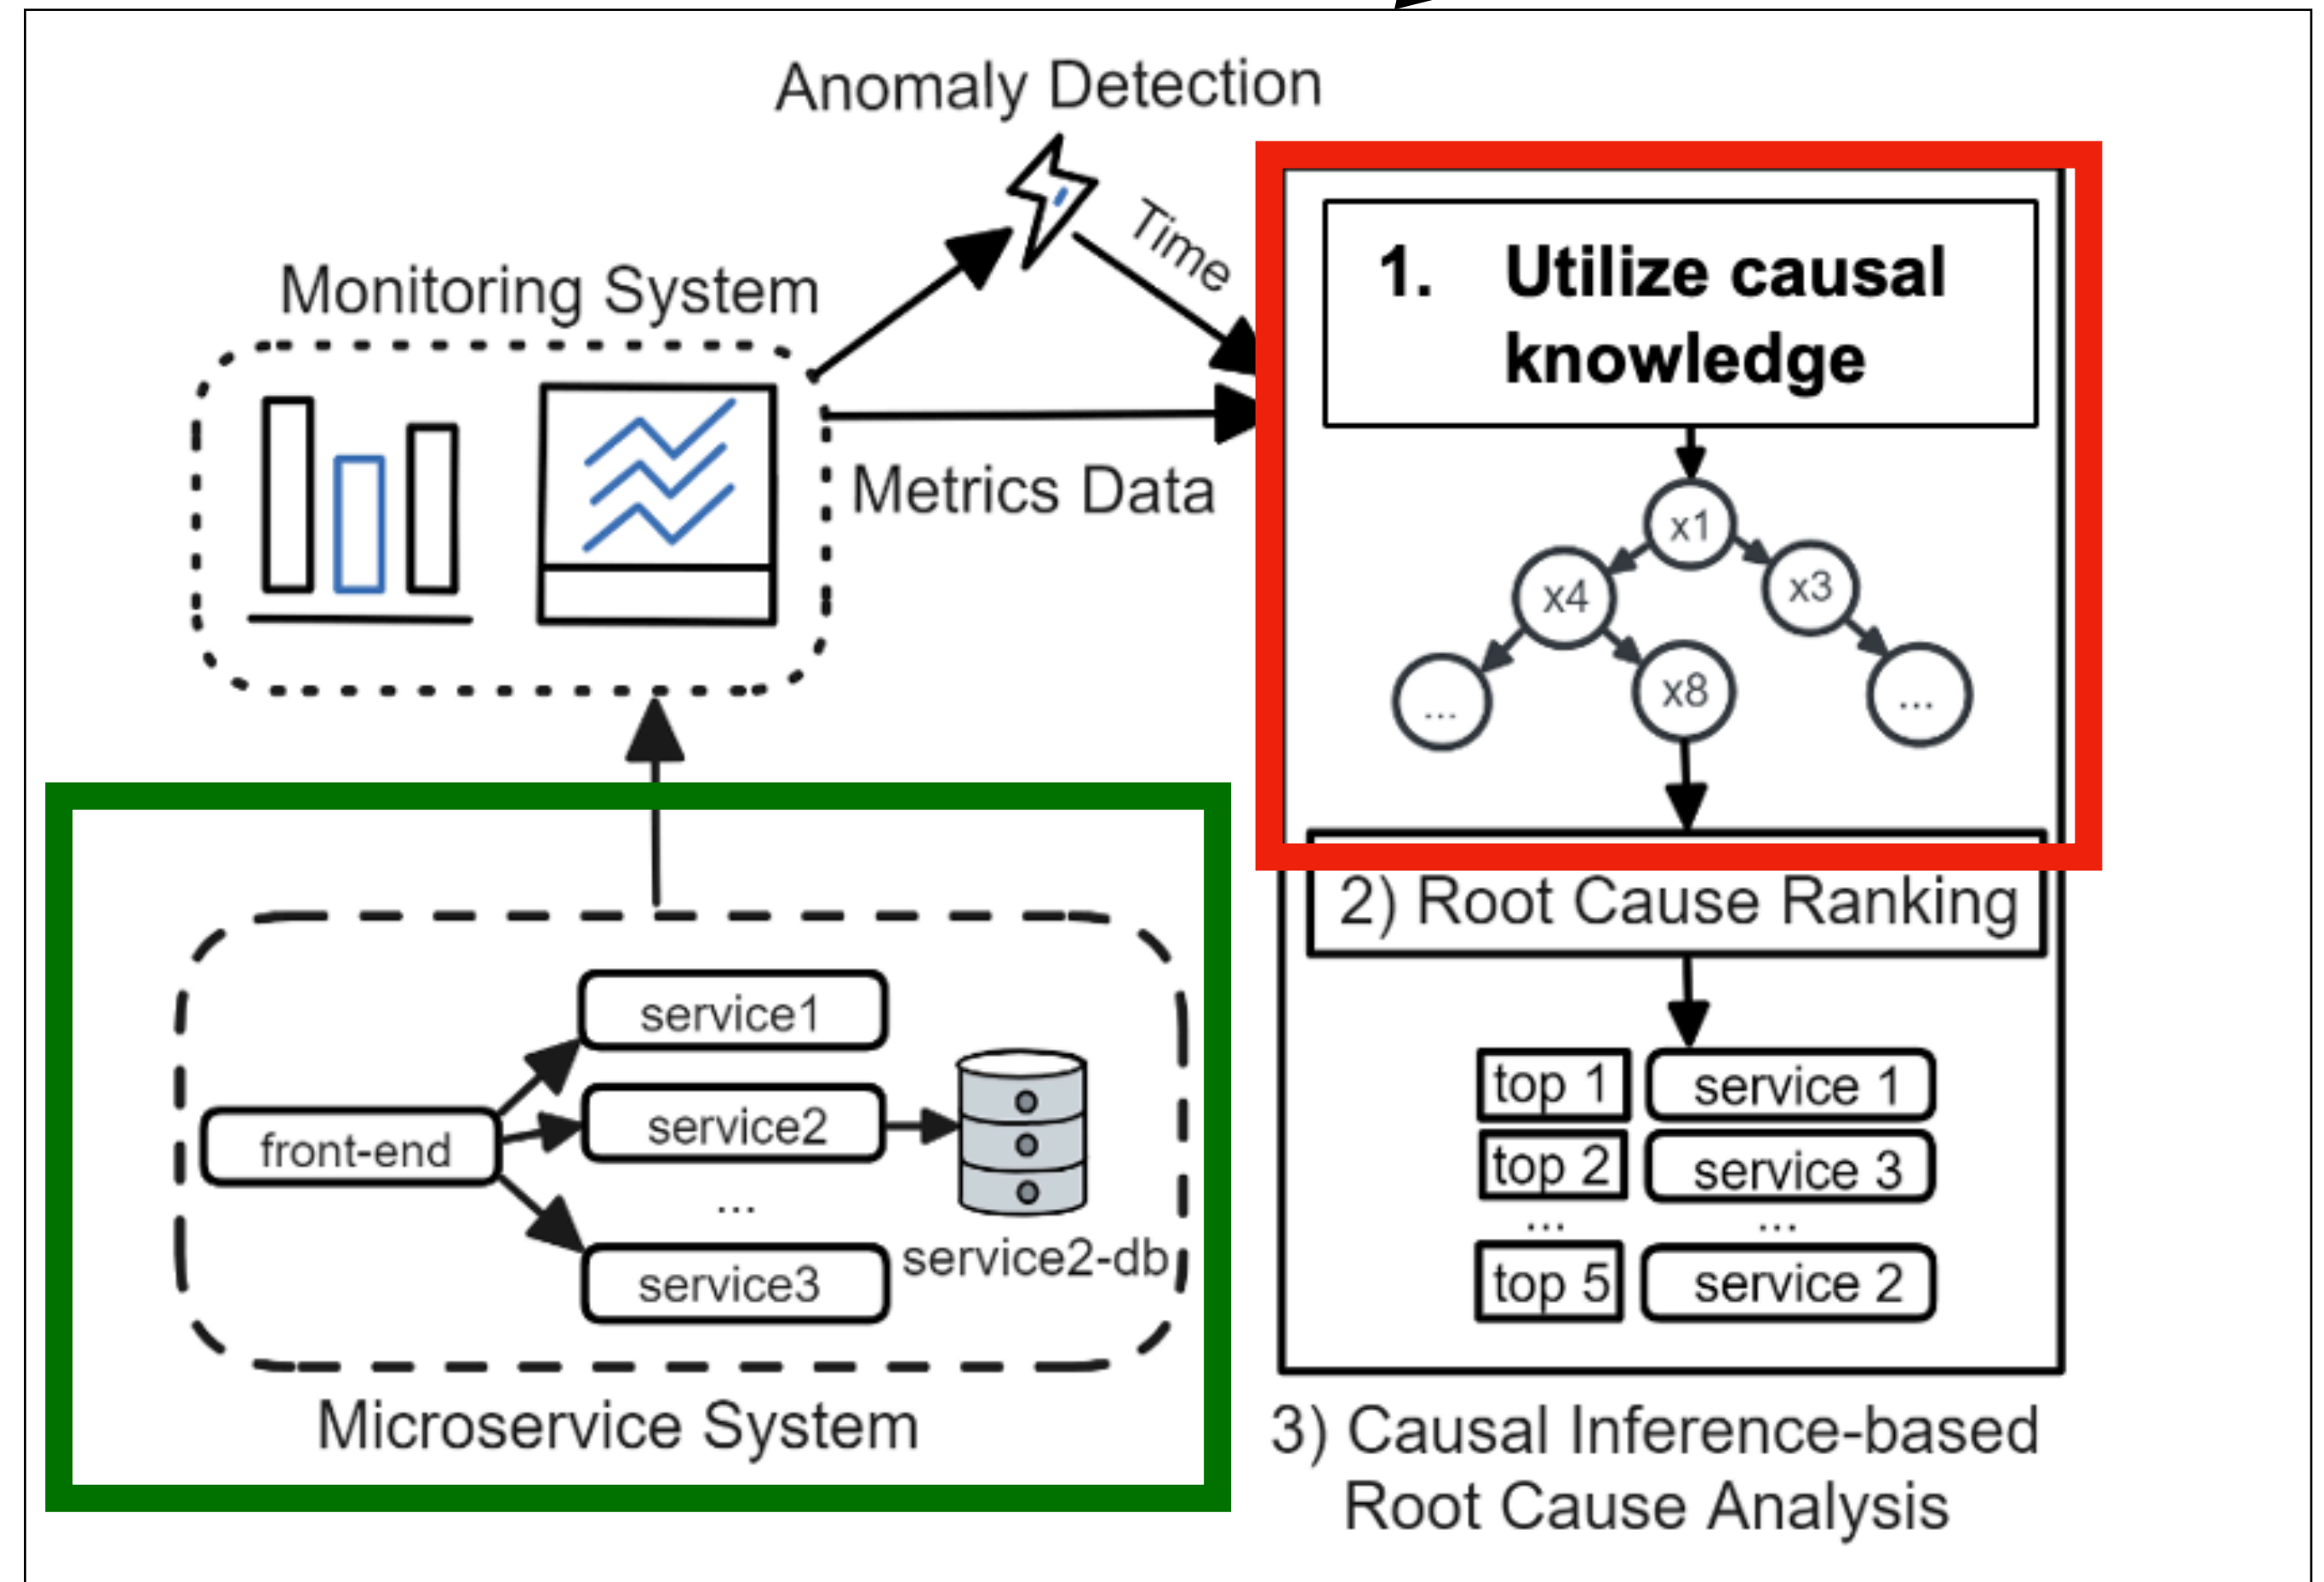 Anomaly Detection
Time
Monitoring System
Metrics Data
1. Utilize causal
knowledge
x1
x4
x3
...
x8
...
2) Root Cause Ranking
top 1 service 1
top 2 service 3
... ...
top 5 service 2
3) Causal Inference-based
Root Cause Analysis
service1
front-end
service2
...
service3
service2-db
Microservice System